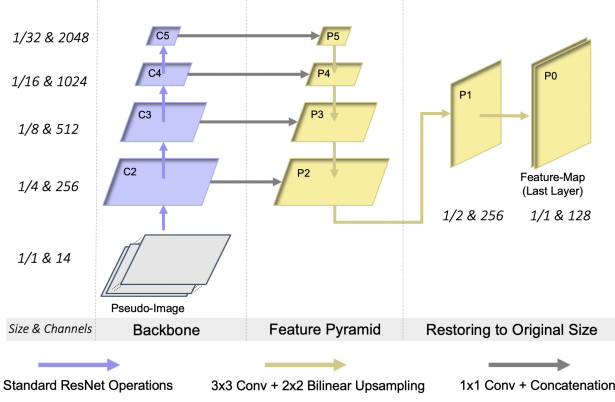 1/32 & 2048
C5
P5
1/16 & 1024
C4
P4
1/8 & 512
C3
P3
1/4 & 256
C2
P2
P1
P0
Feature-Map
(Last Layer)
1/2 & 256
1/1 & 128
1/1 & 14
Pseudo-Image
Size & Channels
Backbone
Feature Pyramid
Restoring to Original Size
Standard ResNet Operations
3x3 Conv + 2x2 Bilinear Upsampling
1x1 Conv + Concatenation